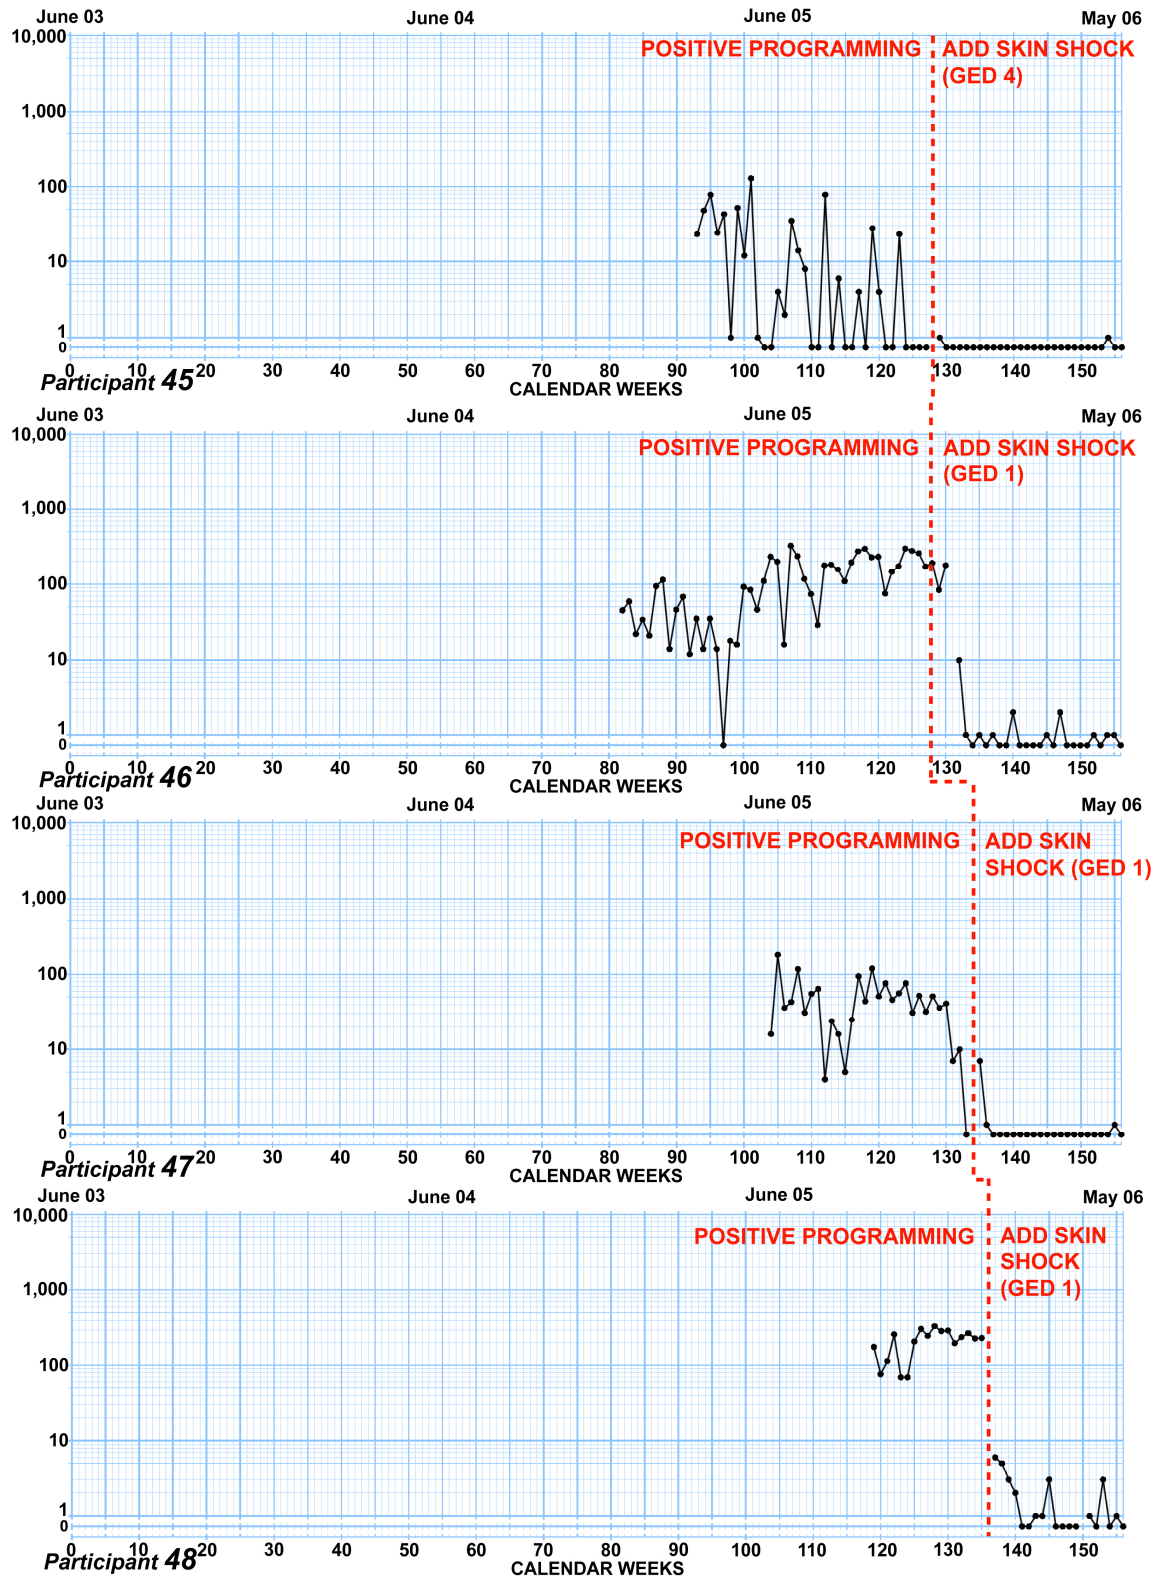 June 03 June 04 June 05 May 06
10,000
POSITIVE PROGRAMMING ADD SKIN SHOCK
(GED 4)
1,000
100
10
1
0
0 10 20 30 40 50 60 70 80 90 100 110 120 130 140 150
Participant 45 CALENDAR WEEKS
June 03 June 04 June 05 May 06
10,000
POSITIVE PROGRAMMING ADD SKIN SHOCK
(GED 1)
1,000
100
10
1
0
0 10 20 30 40 50 60 70 80 90 100 110 120 130 140 150
Participant 46 CALENDAR WEEKS
June 03 June 04 June 05 May 06
10,000
POSITIVE PROGRAMMING ADD SKIN
SHOCK (GED 1)
1,000
100
10
1
0
0 10 20 30 40 50 60 70 80 90 100 110 120 130 140 150
Participant 47 CALENDAR WEEKS
June 03 June 04 June 05 May 06
10,000
POSITIVE PROGRAMMING ADD SKIN
SHOCK
(GED 1)
1,000
100
10
1
0
0 10 20 30 40 50 60 70 80 90 100 110 120 130 140 150
Participant 48 CALENDAR WEEKS